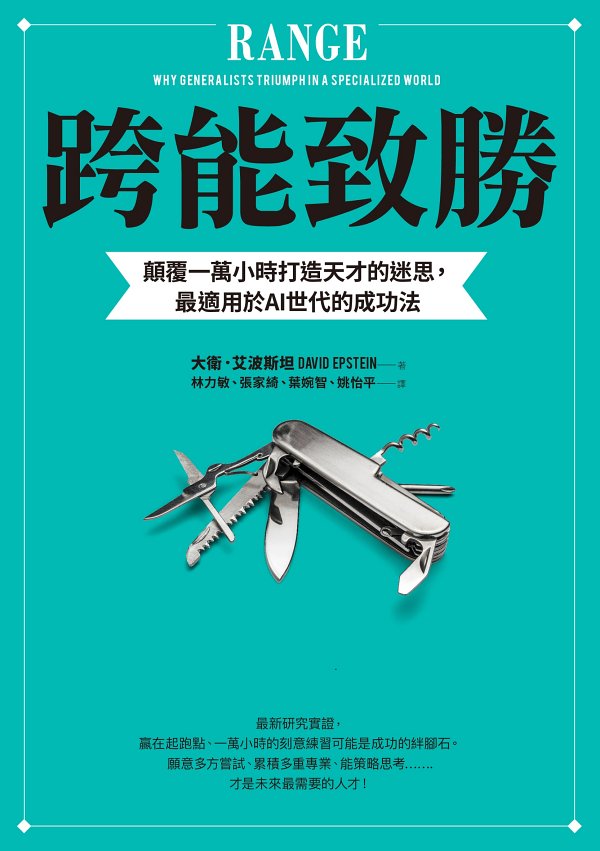 RANGE
WHY GENERALISTS TRIUMPH IN A SPECIALIZED WORLD
跨能致勝
顛覆一萬小時打造天才的迷思，
最適用於AI世代的成功法
大衛・艾波斯坦 DAVID EPSTEIN──著
林力敏、張家綺、葉婉智、姚怡平──譯
最新研究實證，
贏在起跑點、一萬小時的刻意練習可能是成功的絆腳石。
願意多方嘗試、累積多重專業、能策略思考…….
才是未來最需要的人才！